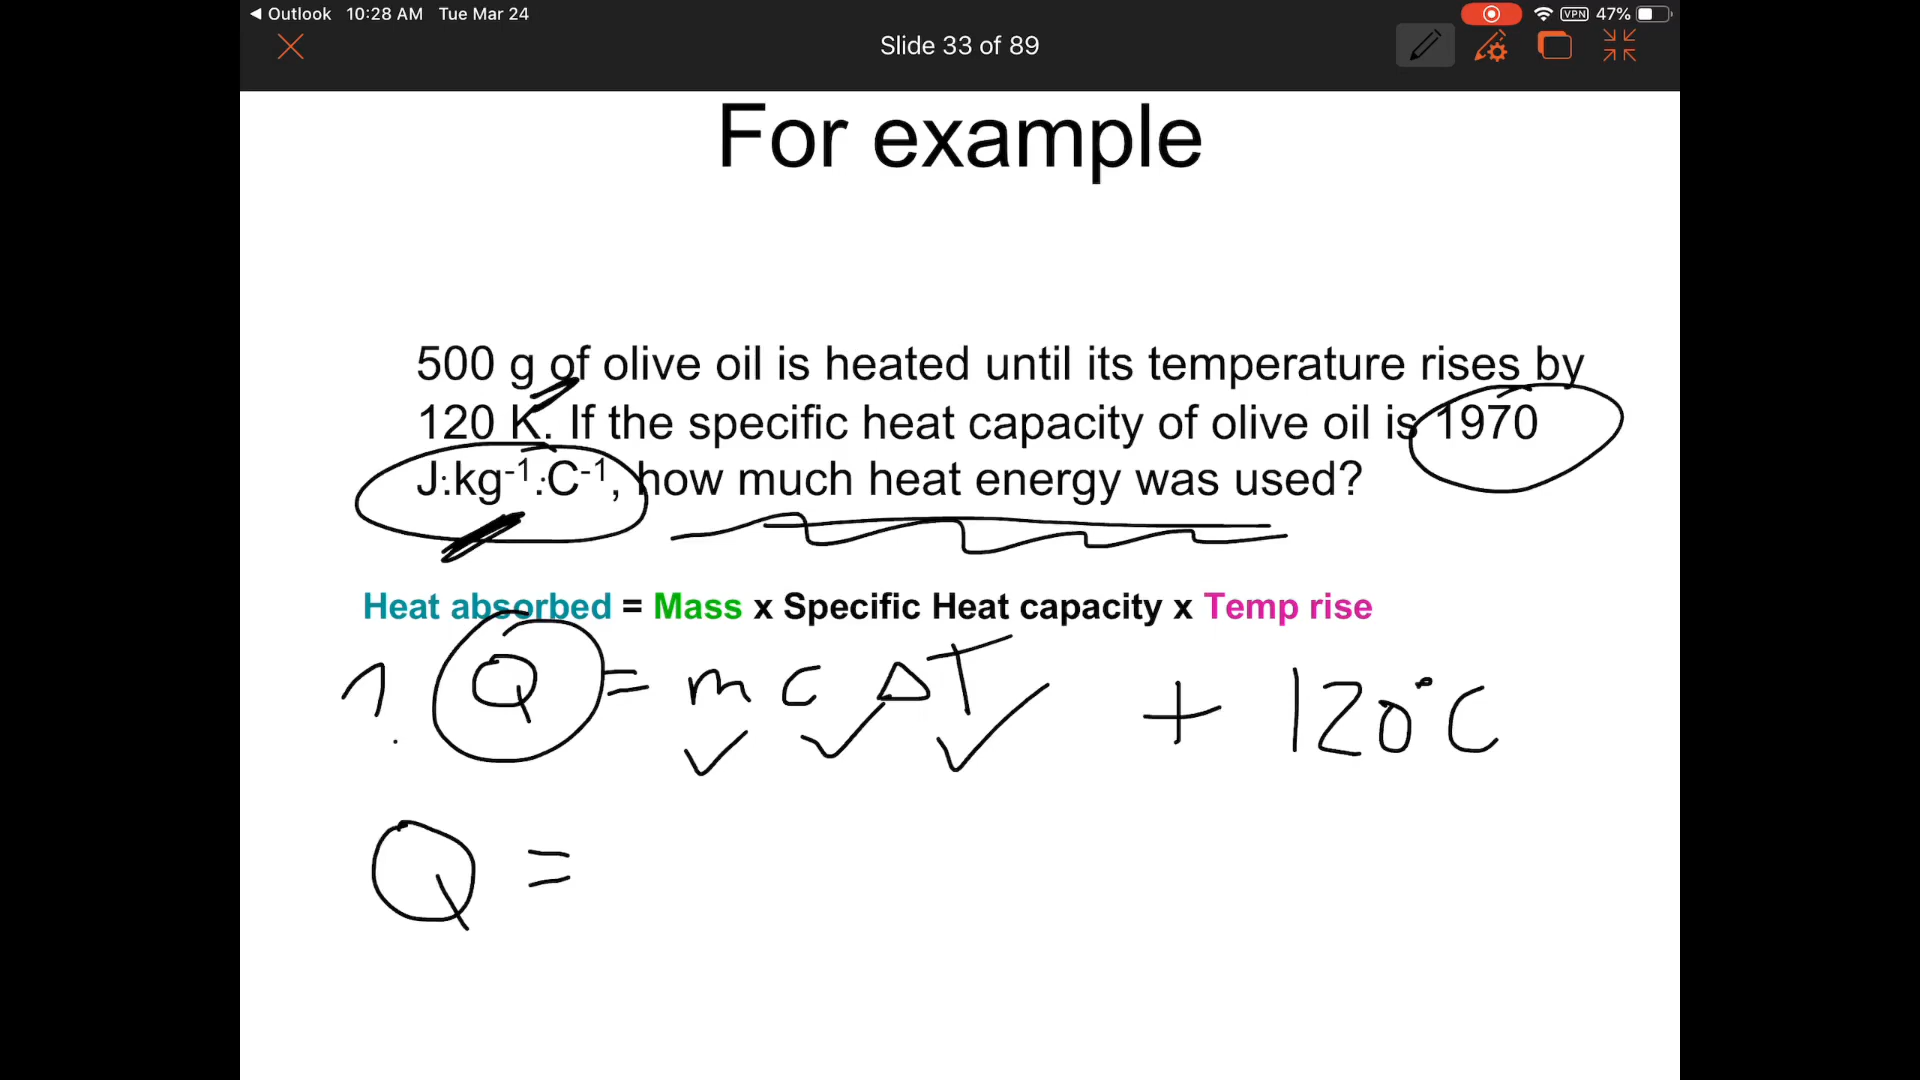 Outlook 10:28 AM Tue Mar 24
VPN 47%
Slide 33 of 89
For example
500 g of olive oil is heated until its temperature rises by
120 K. If the specific heat capacity of olive oil is 1970
J.kg⁻¹.C⁻¹, how much heat energy was used?
Heat absorbed = Mass x Specific Heat capacity x Temp rise
?. Q = m c ΔT + 120°C
Q =